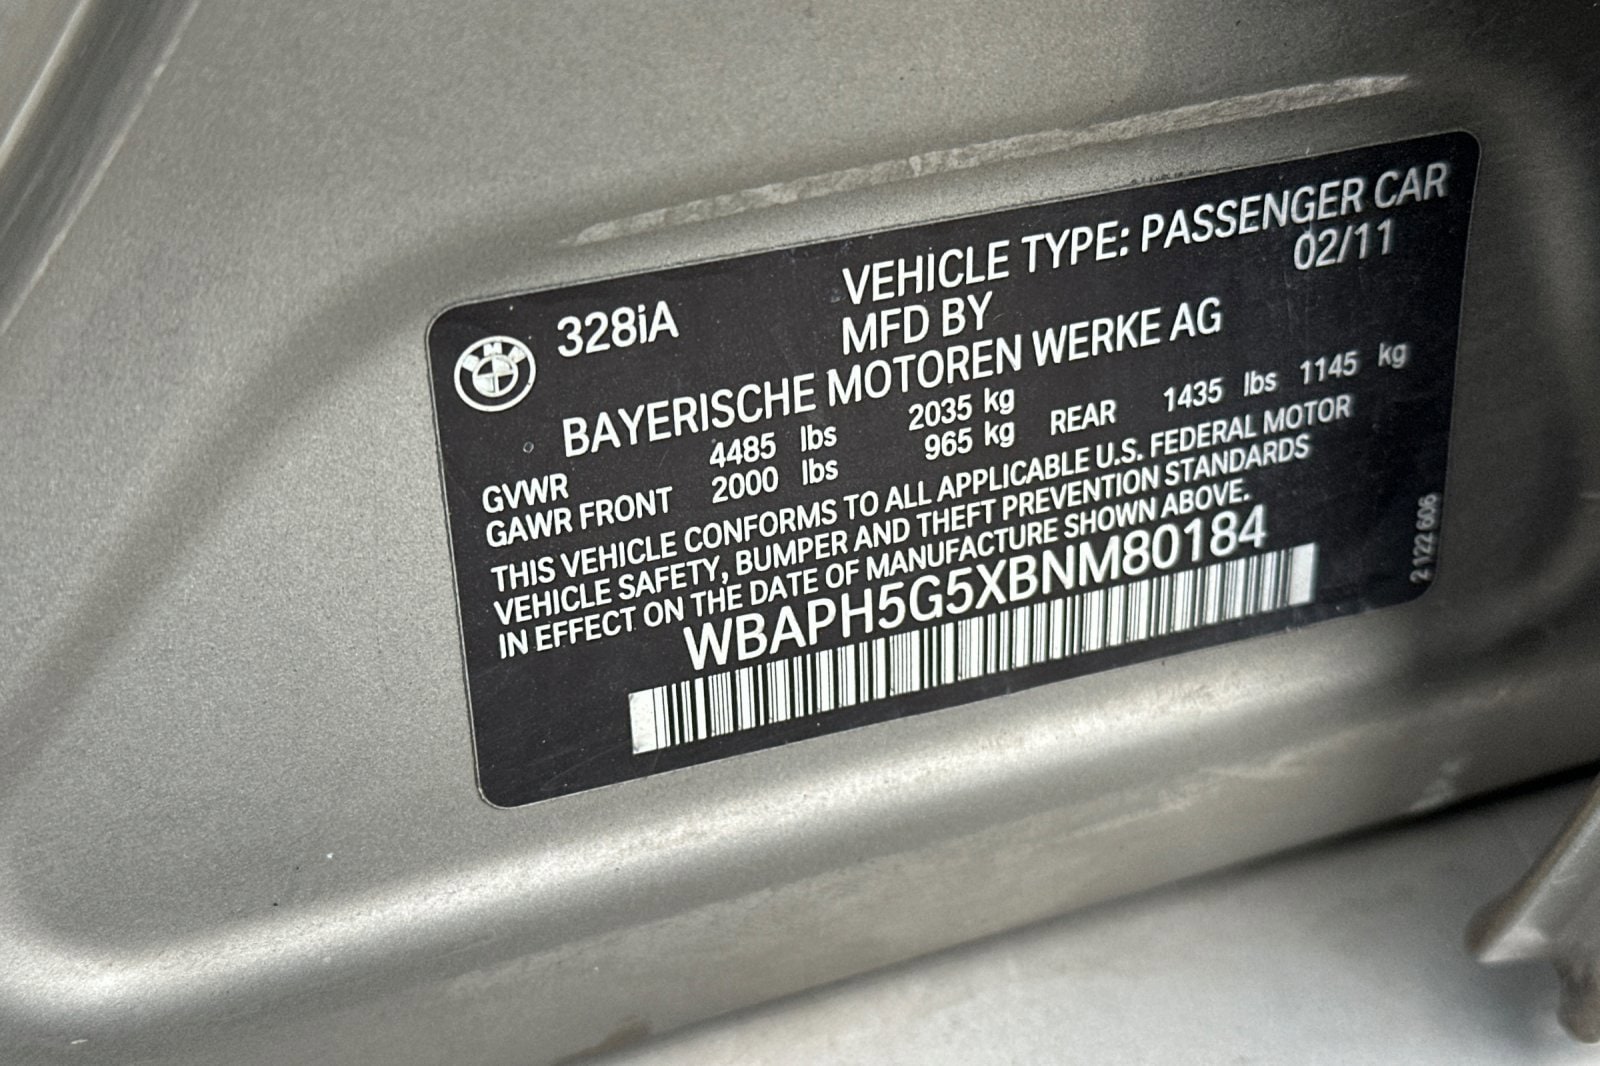 BMW
328iA
VEHICLE TYPE: PASSENGER CAR
MFD BY 02/11
BAYERISCHE MOTOREN WERKE AG
GVWR 4485 lbs 2035 kg
GAWR FRONT 2000 lbs 965 kg REAR 1435 lbs 1145 kg
THIS VEHICLE CONFORMS TO ALL APPLICABLE U.S. FEDERAL MOTOR
VEHICLE SAFETY, BUMPER AND THEFT PREVENTION STANDARDS
IN EFFECT ON THE DATE OF MANUFACTURE SHOWN ABOVE.
WBAPH5G5XBNM80184
2 122 606